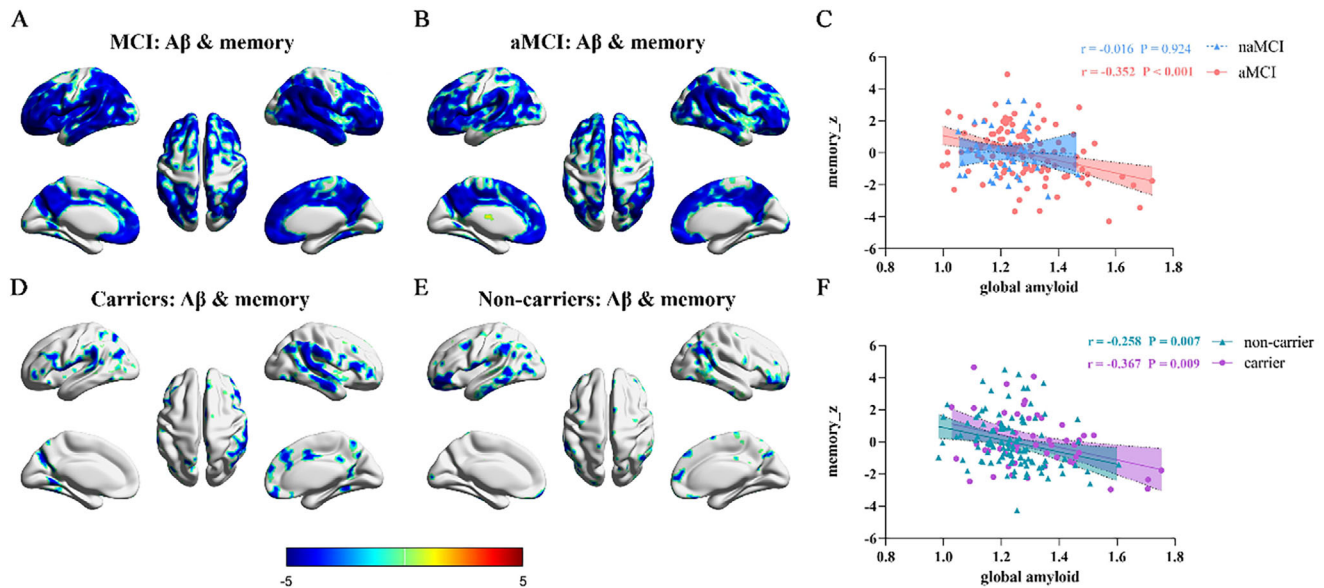 A
MCI: Aβ & memory
B
aMCI: Aβ & memory
C
r = -0.016 P = 0.924 naMCI
r = -0.352 P < 0.001 aMCI
6
4
2
0
-2
-4
-6
memory_z
0.8 1.0 1.2 1.4 1.6 1.8
global amyloid
D
Carriers: Aβ & memory
E
Non-carriers: Aβ & memory
F
r = -0.258 P = 0.007 non-carrier
r = -0.367 P = 0.009 carrier
6
4
2
0
-2
-4
-6
memory_z
0.8 1.0 1.2 1.4 1.6 1.8
global amyloid
-5 5